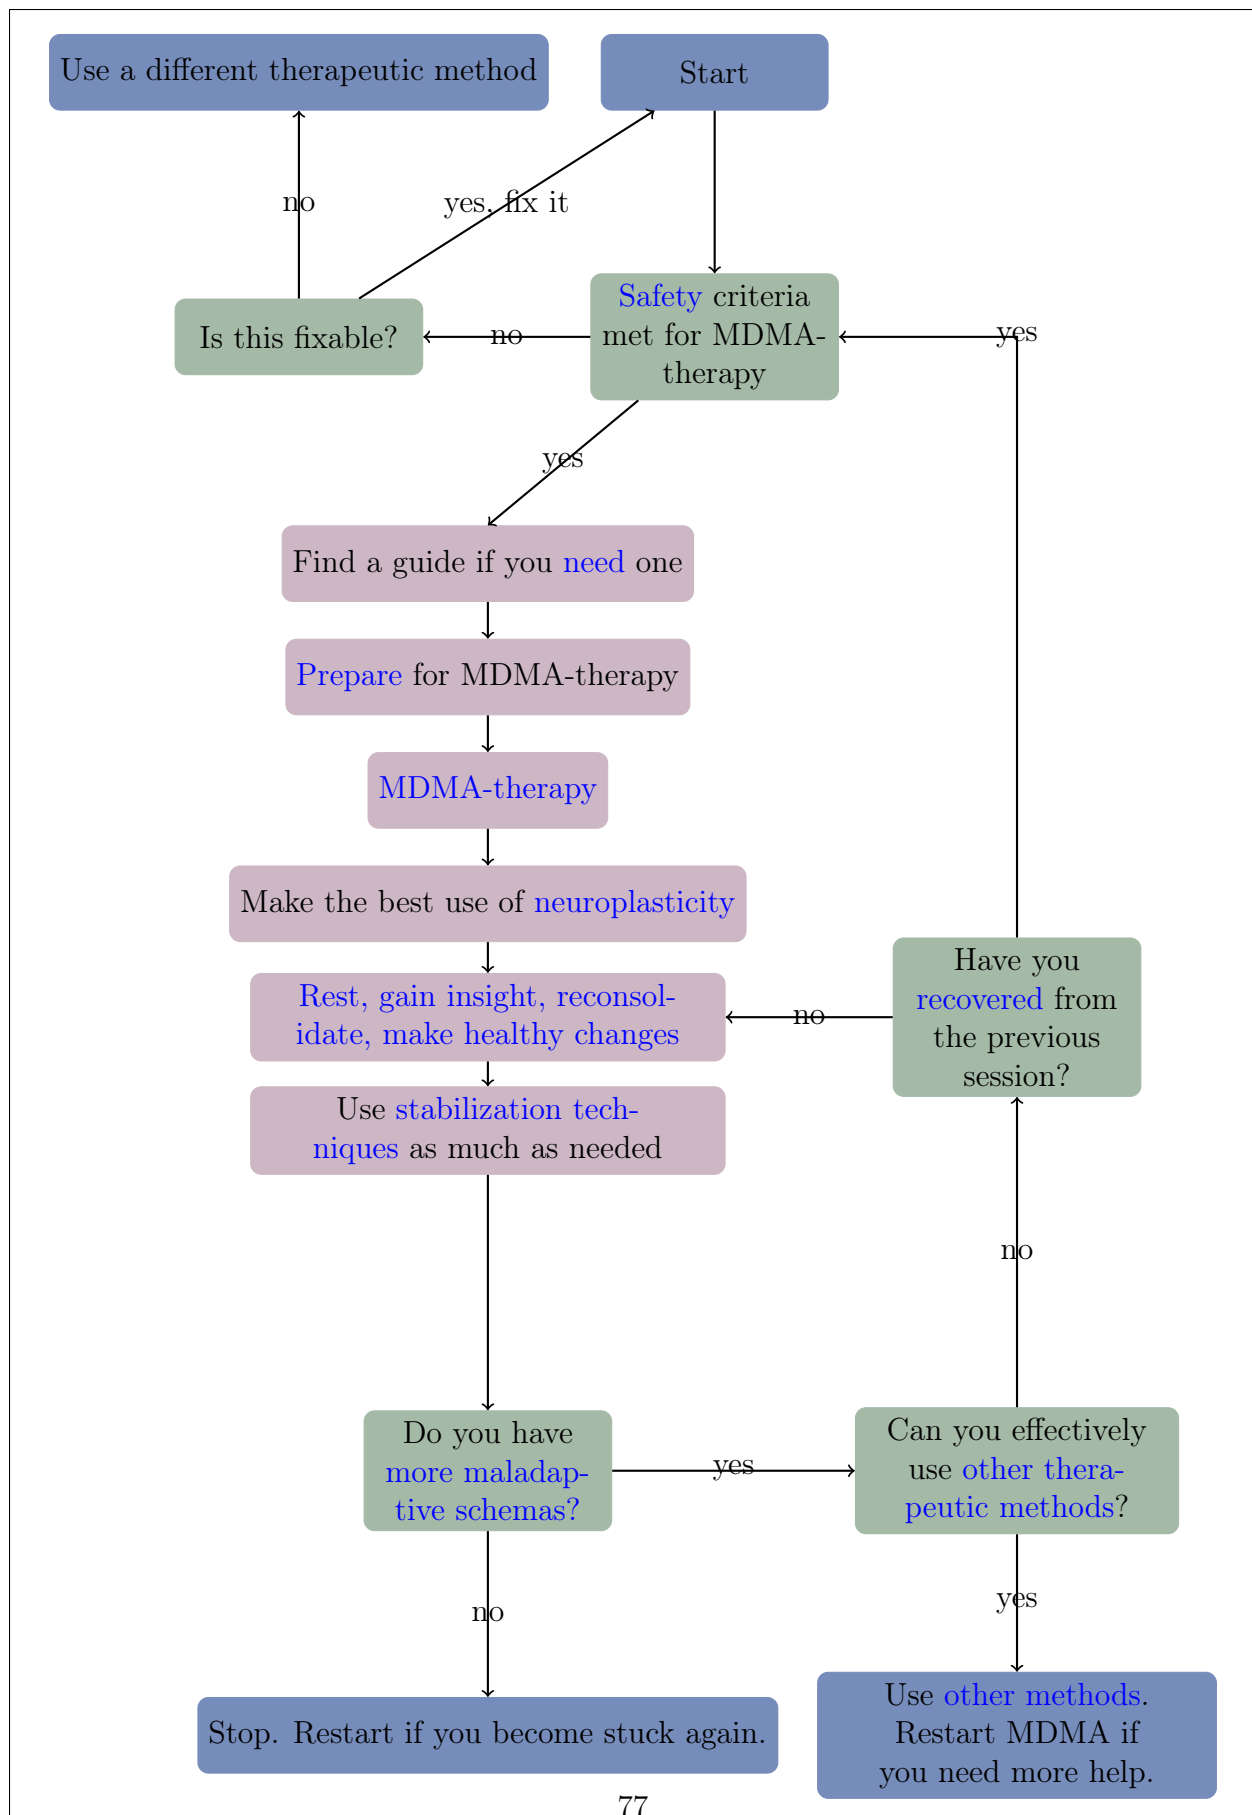 Use a different therapeutic method
Start
no
yes, fix it
Is this fixable?
no
Safety criteria
met for MDMA-
therapy
yes
yes
Find a guide if you need one
Prepare for MDMA-therapy
MDMA-therapy
Make the best use of neuroplasticity
Rest, gain insight, reconsol-
idate, make healthy changes
no
Have you
recovered from
the previous
session?
Use stabilization tech-
niques as much as needed
no
Do you have
more maladap-
tive schemas?
yes
Can you effectively
use other thera-
peutic methods?
no
yes
Stop. Restart if you become stuck again.
Use other methods.
Restart MDMA if
you need more help.
77